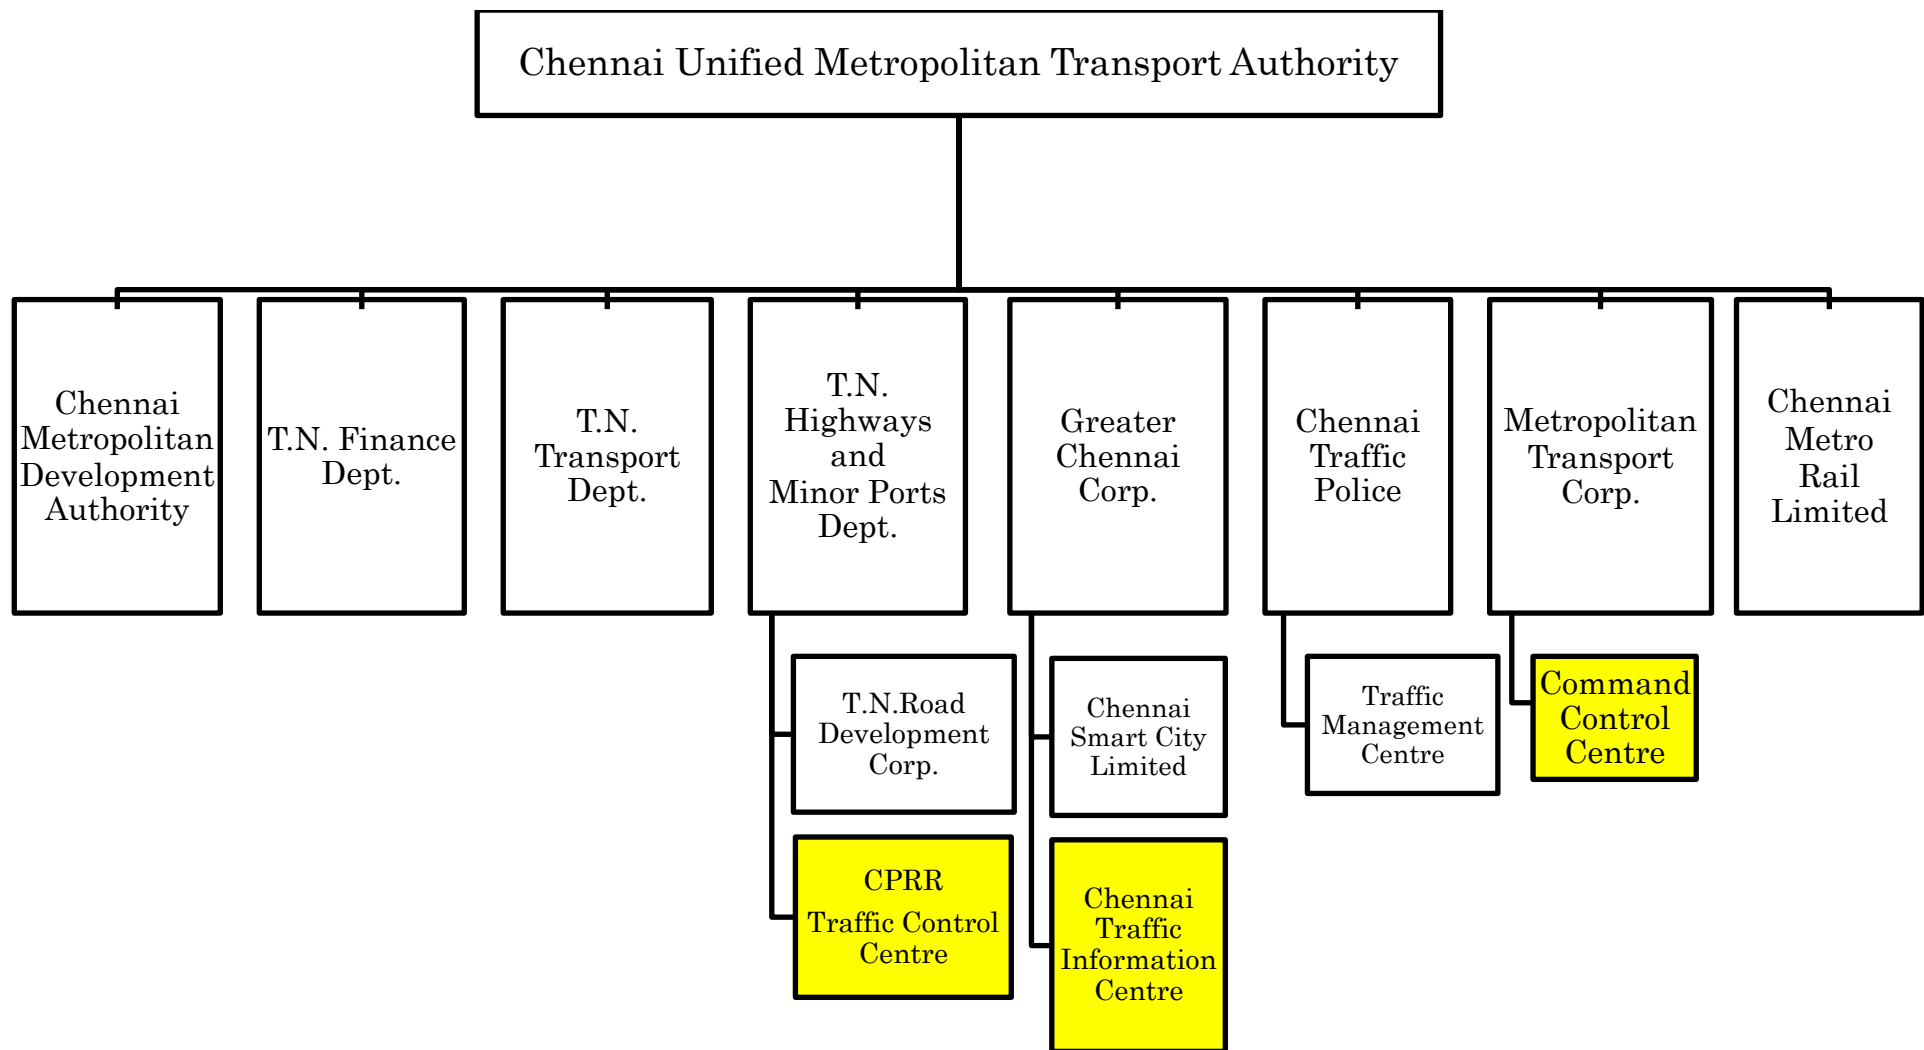 Chennai Unified Metropolitan Transport Authority
Chennai
Metropolitan
Development
Authority
T.N. Finance
Dept.
T.N.
Transport
Dept.
T.N.
Highways
and
Minor Ports
Dept.
Greater
Chennai
Corp.
Chennai
Traffic
Police
Metropolitan
Transport
Corp.
Chennai
Metro
Rail
Limited
T.N.Road
Development
Corp.
CPRR
Traffic Control
Centre
Chennai
Smart City
Limited
Chennai
Traffic
Information
Centre
Traffic
Management
Centre
Command
Control
Centre